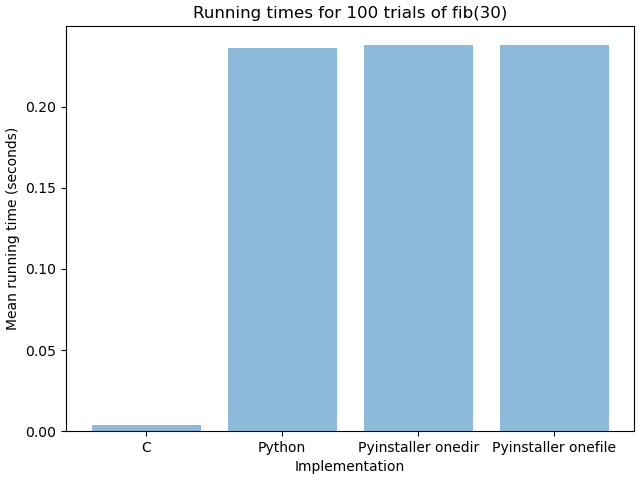 Running times for 100 trials of fib(30)
Mean running time (seconds)
0.20
0.15
0.10
0.05
0.00
C Python Pyinstaller onedir Pyinstaller onefile
Implementation